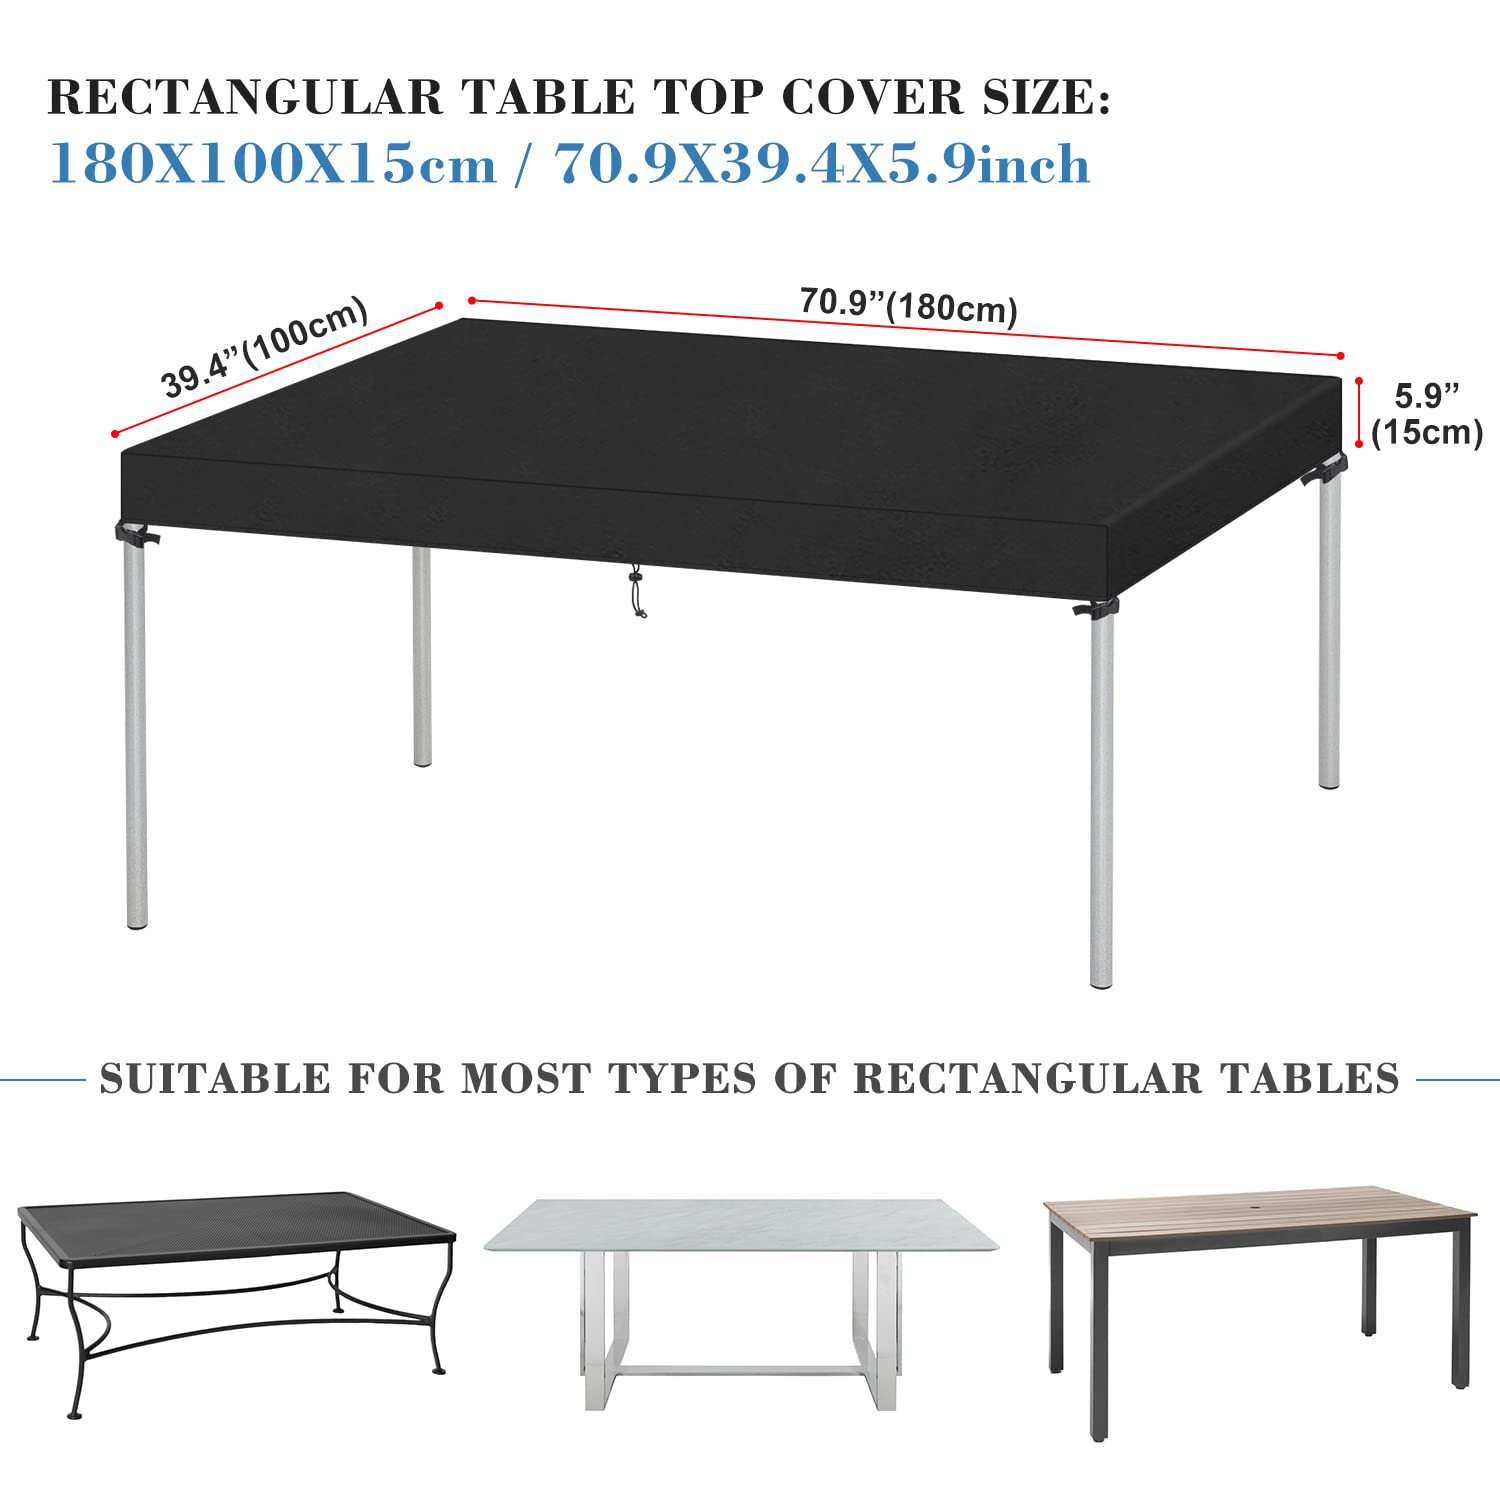 RECTANGULAR TABLE TOP COVER SIZE:
180X100X15cm / 70.9X39.4X5.9inch
39.4”(100cm)
70.9”(180cm)
5.9”
(15cm)
SUITABLE FOR MOST TYPES OF RECTANGULAR TABLES